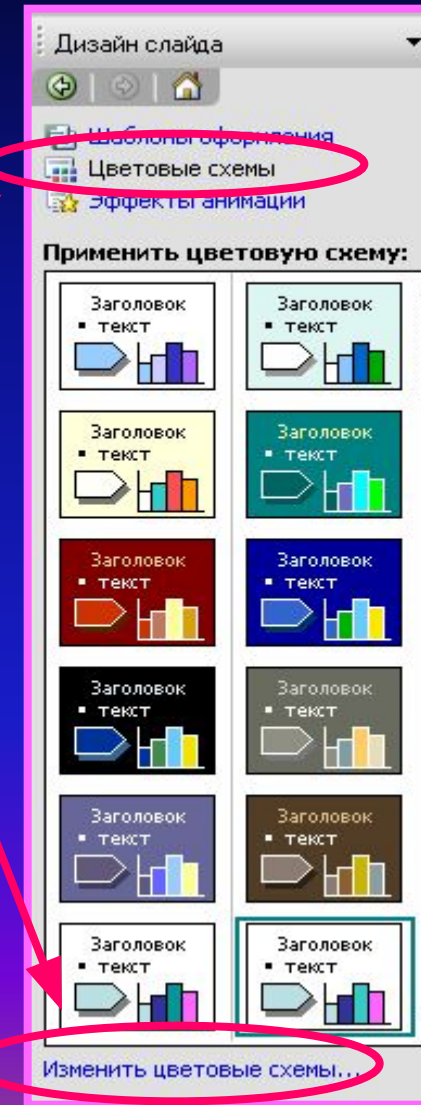 Дизайн слайда
Шаблоны оформления
Цветовые схемы
Эффекты анимации
Применить цветовую схему:
Заголовок
текст
Заголовок
текст
Заголовок
текст
Заголовок
текст
Заголовок
текст
Заголовок
текст
Заголовок
текст
Заголовок
текст
Заголовок
текст
Заголовок
текст
Заголовок
текст
Заголовок
текст
Изменить цветовые схемы...